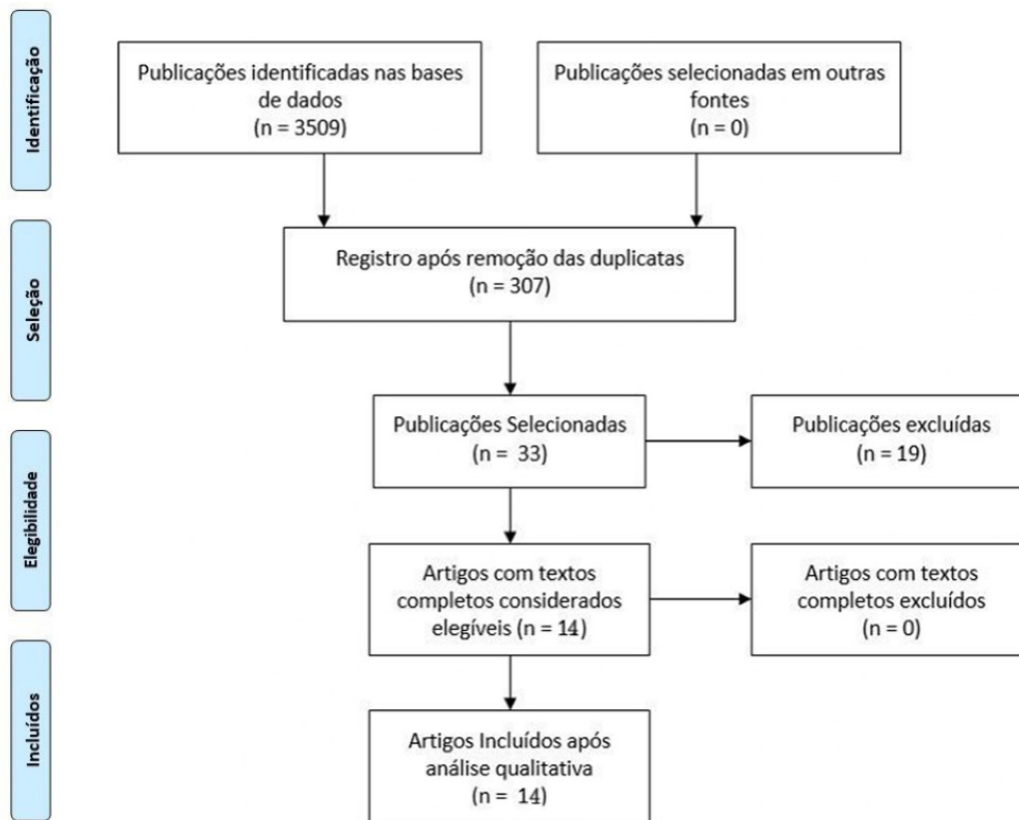 Identificação
Publicações identificadas nas bases
de dados
(n = 3509)
Publicações selecionadas em outras
fontes
(n = 0)
Seleção
Registro após remoção das duplicatas
(n = 307)
Publicações Selecionadas
(n = 33)
Publicações excluídas
(n = 19)
Elegibilidade
Artigos com textos
completos considerados
elegíveis (n = 14)
Artigos com textos
completos excluídos
(n = 0)
Incluídos
Artigos Incluídos após
análise qualitativa
(n = 14)